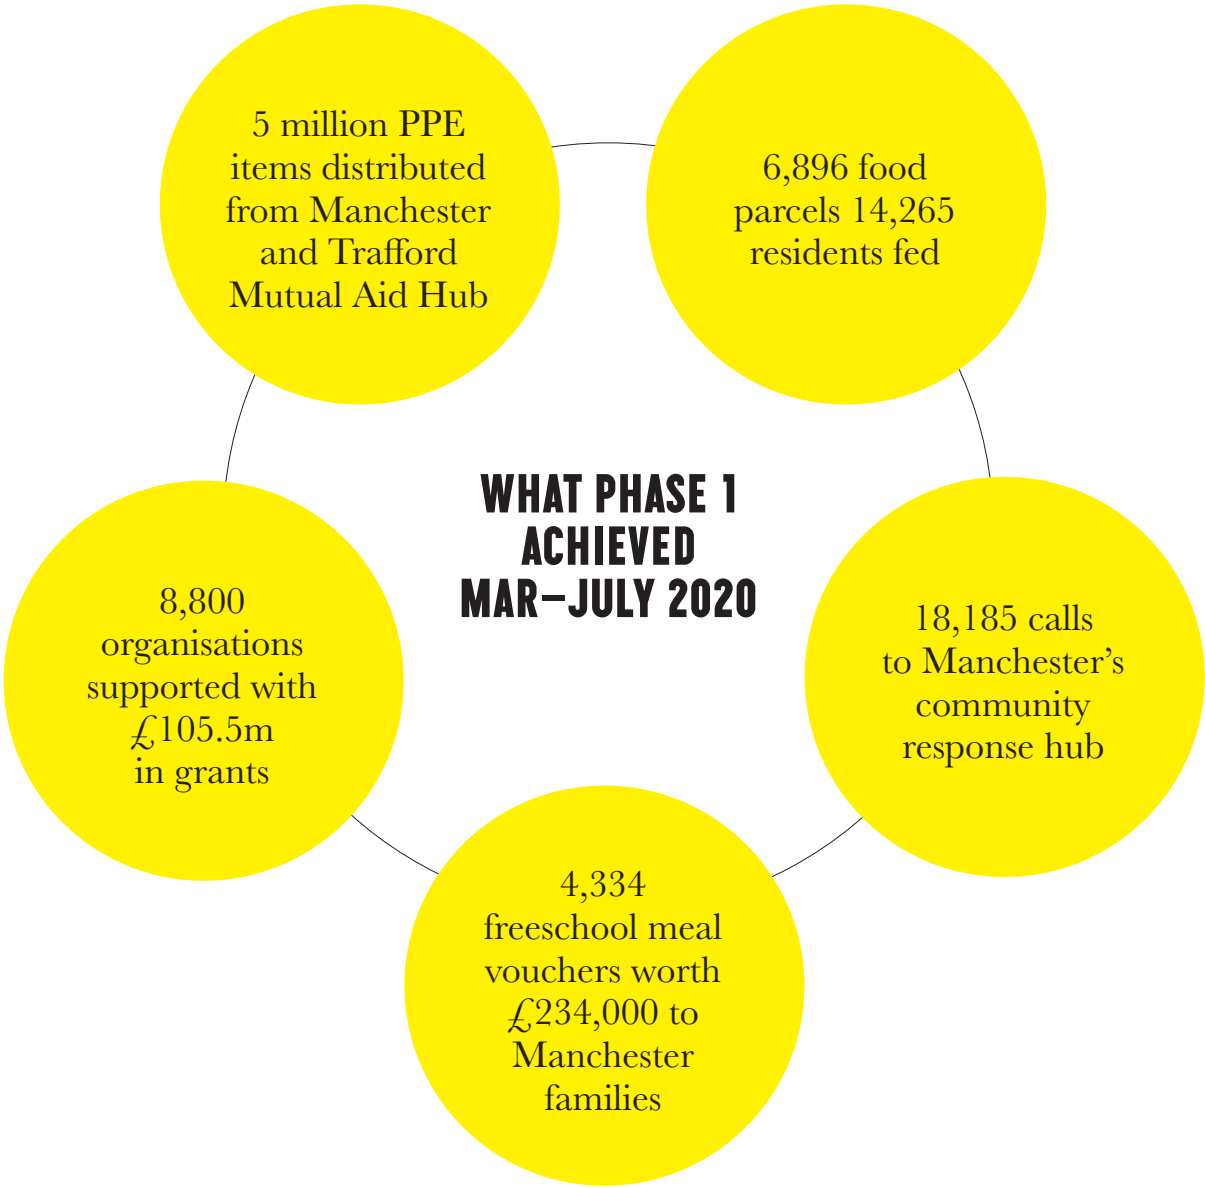 5 million PPE
items distributed
from Manchester
and Trafford
Mutual Aid Hub
6,896 food
parcels 14,265
residents fed
WHAT PHASE 1
ACHIEVED
MAR–JULY 2020
8,800
organisations
supported with
£105.5m
in grants
18,185 calls
to Manchester’s
community
response hub
4,334
freeschool meal
vouchers worth
£234,000 to
Manchester
families